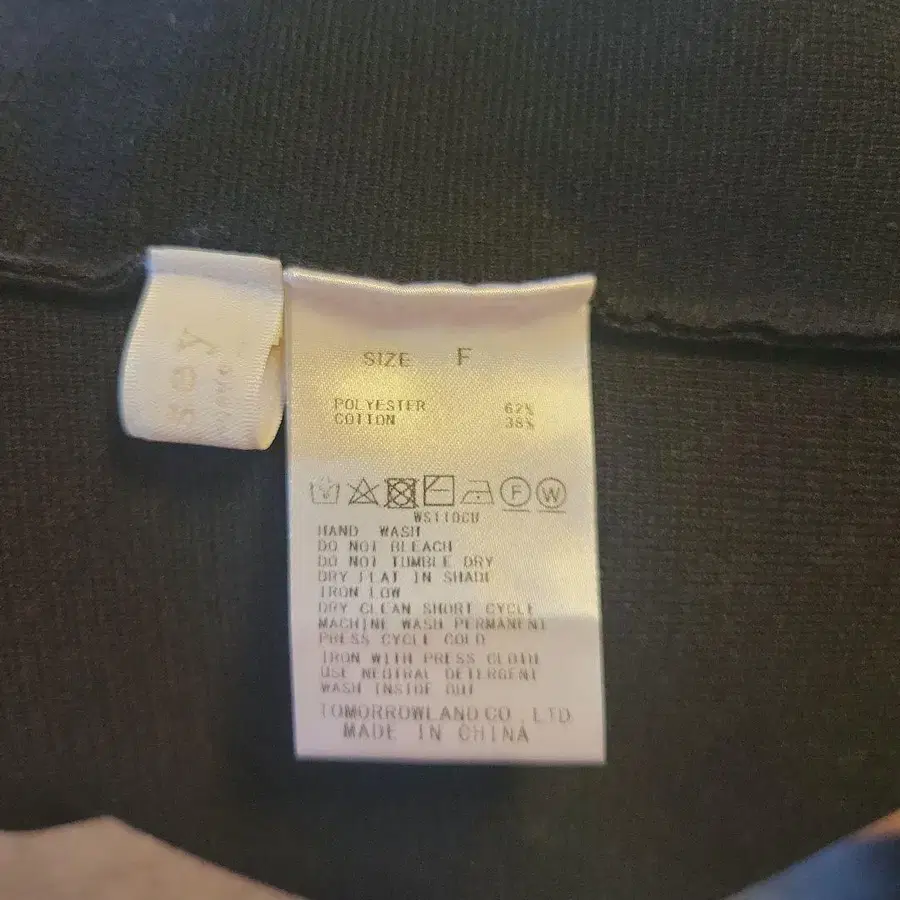 SIZE F
POLYESTER 62%
COTTON 38%
F W
HAND WASH
DO NOT BLEACH
DO NOT TUMBLE DRY
DRY FLAT IN SHADE
IRON LOW
DRY CLEAN SHORT CYCLE
MACHINE WASH PERMANENT
PRESS CYCLE COLD
IRON WITH PRESS CLOTH
USE NEUTRAL DETERGENT
WASH INSIDE OUT
TOMORROWLAND CO., LTD
MADE IN CHINA